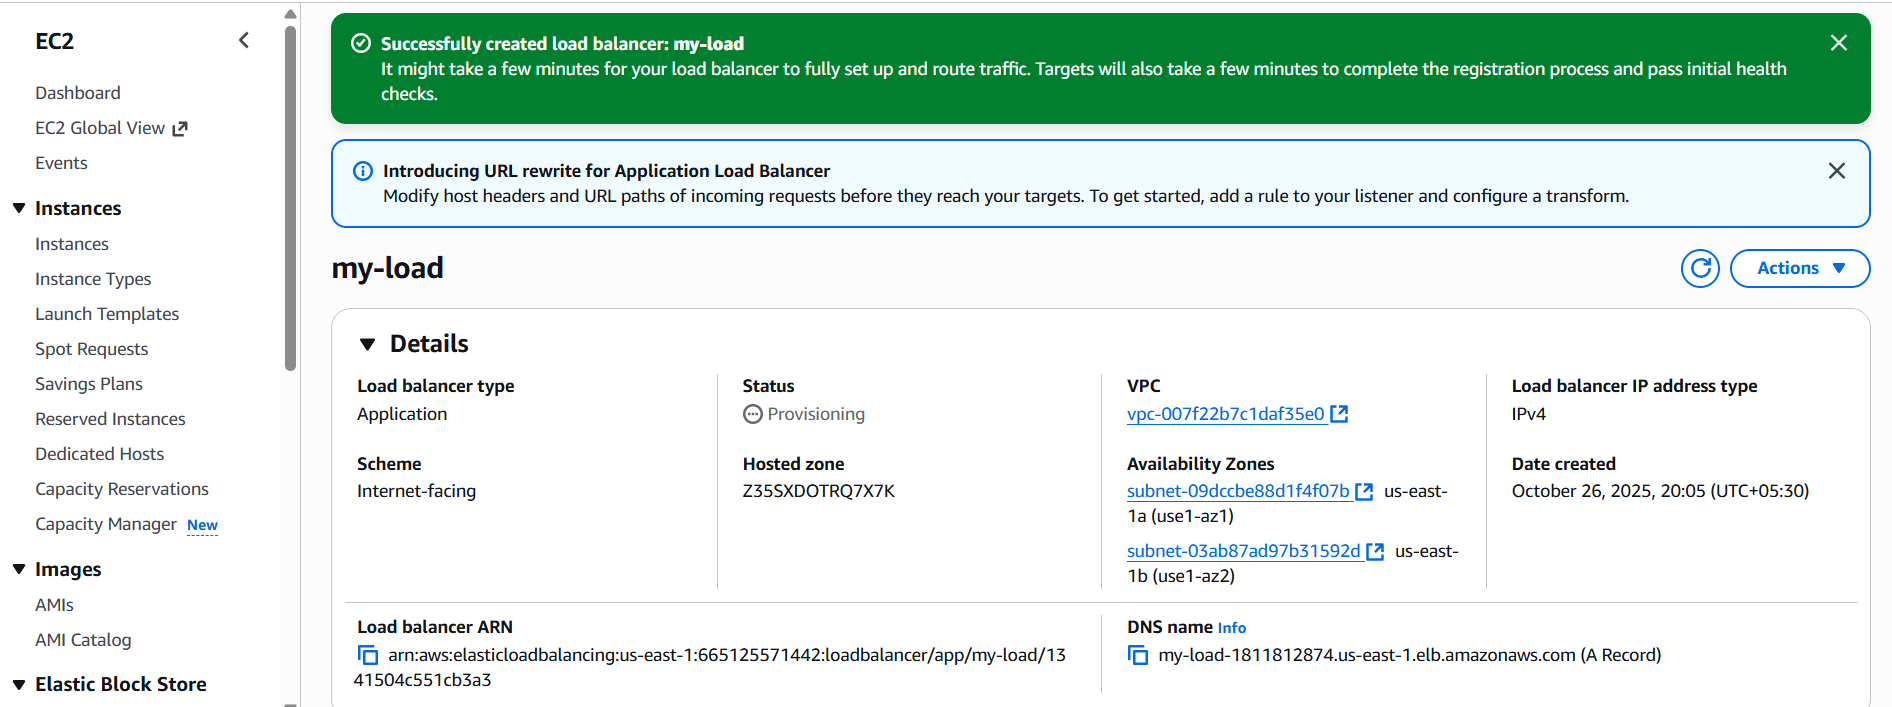 EC2
Dashboard
EC2 Global View
Events
Instances
Instances
Instance Types
Launch Templates
Spot Requests
Savings Plans
Reserved Instances
Dedicated Hosts
Capacity Reservations
Capacity Manager New
Images
AMIs
AMI Catalog
Elastic Block Store
Successfully created load balancer: my-load
It might take a few minutes for your load balancer to fully set up and route traffic. Targets will also take a few minutes to complete the registration process and pass initial health
checks.
Introducing URL rewrite for Application Load Balancer
Modify host headers and URL paths of incoming requests before they reach your targets. To get started, add a rule to your listener and configure a transform.
my-load
Actions
Details
Load balancer type
Application
Status
Provisioning
VPC
vpc-007f22b7c1daf35e0
Load balancer IP address type
IPv4
Scheme
Internet-facing
Hosted zone
Z35SXDOTRQ7X7K
Availability Zones
subnet-09dccbe88d1f4f07b us-east-
1a (use1-az1)
subnet-03ab87ad97b31592d us-east-
1b (use1-az2)
Date created
October 26, 2025, 20:05 (UTC+05:30)
Load balancer ARN
arn:aws:elasticloadbalancing:us-east-1:665125571442:loadbalancer/app/my-load/13
41504c551cb3a3
DNS name Info
my-load-1811812874.us-east-1.elb.amazonaws.com (A Record)